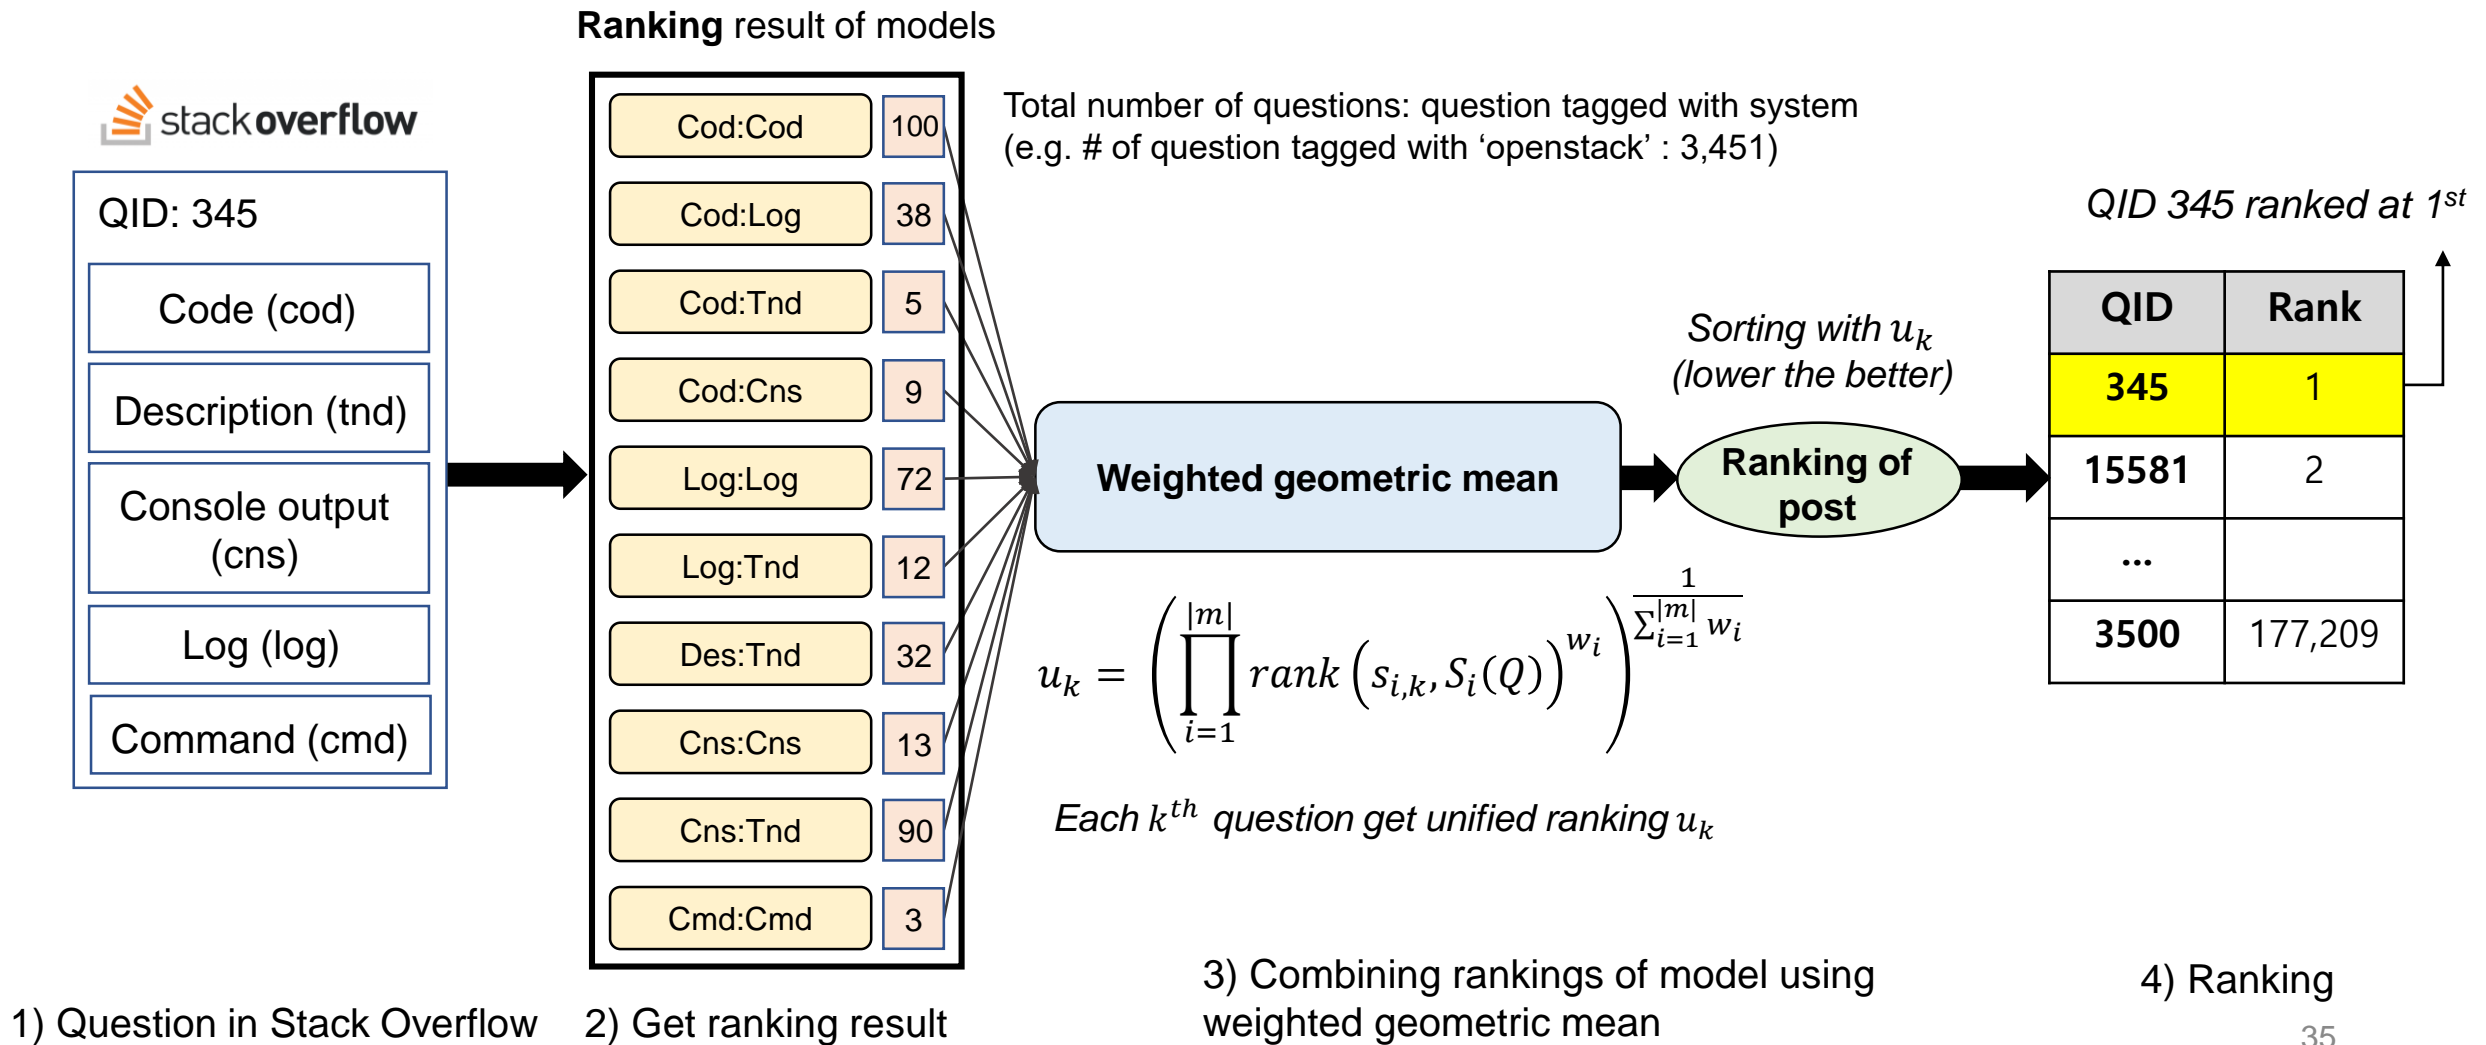 Ranking result of models
stackoverflow
QID: 345
Code (cod)
Description (tnd)
Console output
(cns)
Log (log)
Command (cmd)
1) Question in Stack Overflow
Cod:Cod 100
Cod:Log 38
Cod:Tnd 5
Cod:Cns 9
Log:Log 72
Log:Tnd 12
Des:Tnd 32
Cns:Cns 13
Cns:Tnd 90
Cmd:Cmd 3
2) Get ranking result
Total number of questions: question tagged with system
(e.g. # of question tagged with ‘openstack’ : 3,451)
Weighted geometric mean
u_k = (∏_{i=1}^{|m|} rank (s_{i,k}, S_i(Q))^{w_i})^{1/∑_{i=1}^{|m|} w_i}
Each k^{th} question get unified ranking u_k
3) Combining rankings of model using
weighted geometric mean
Sorting with u_k
(lower the better)
Ranking of
post
QID 345 ranked at 1st
QID Rank
345 1
15581 2
...
3500 177,209
4) Ranking
35